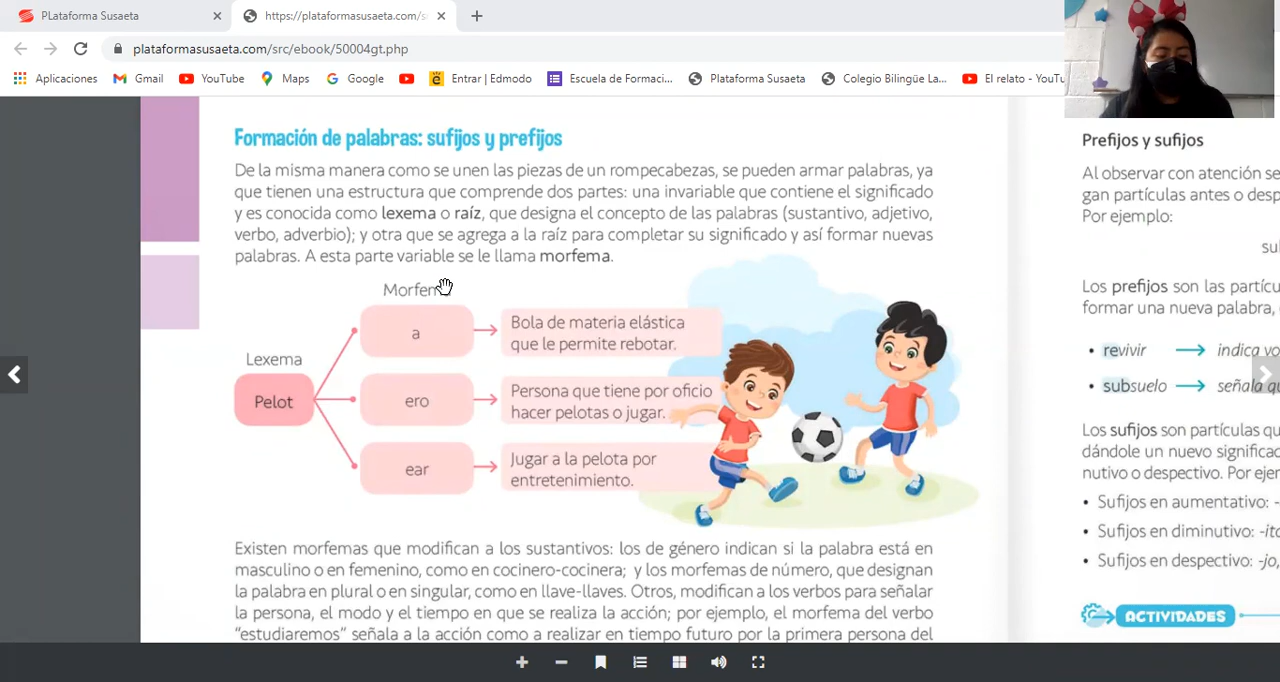 PLataforma Susaeta
https://plataformasusaeta.com/s
plataformasusaeta.com/src/ebook/50004gt.php
Aplicaciones
Gmail
YouTube
Maps
Google
Entrar | Edmodo
Escuela de Formaci...
Plataforma Susaeta
Colegio Bilingüe La...
El relato - YouTu
Formación de palabras: sufijos y prefijos
De la misma manera como se unen las piezas de un rompecabezas, se pueden armar palabras, ya
que tienen una estructura que comprende dos partes: una invariable que contiene el significado
y es conocida como lexema o raíz, que designa el concepto de las palabras (sustantivo, adjetivo,
verbo, adverbio); y otra que se agrega a la raíz para completar su significado y así formar nuevas
palabras. A esta parte variable se le llama morfema.
Morfem
Lexema
Pelot
a
Bola de materia elástica
que le permite rebotar.
ero
Persona que tiene por oficio
hacer pelotas o jugar.
ear
Jugar a la pelota por
entretenimiento.
Existen morfemas que modifican a los sustantivos: los de género indican si la palabra está en
masculino o en femenino, como en cocinero-cocinera; y los morfemas de número, que designan
la palabra en plural o en singular, como en llave-llaves. Otros, modifican a los verbos para señalar
la persona, el modo y el tiempo en que se realiza la acción; por ejemplo, el morfema del verbo
"estudiaremos" señala a la acción como a realizar en tiempo futuro por la primera persona del
Prefijos y sufijos
Al observar con atención se
gan partículas antes o desp
Por ejemplo:
su
Los prefijos son las partícu
formar una nueva palabra,
• revivir → indica vo
• subsuelo → señala qu
Los sufijos son partículas qu
dándole un nuevo significad
nutivo o despectivo. Por ejer
• Sufijos en aumentativo: -
• Sufijos en diminutivo: -ito
• Sufijos en despectivo: -jo,
ACTIVIDADES